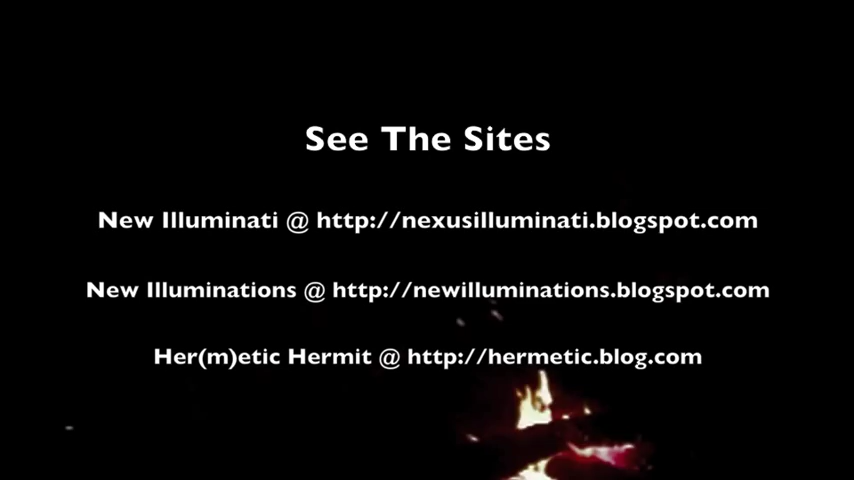 See The Sites
New Illuminati @ http://nexusilluminati.blogspot.com
New Illuminations @ http://newilluminations.blogspot.com
Her(m)etic Hermit @ http://hermetic.blog.com